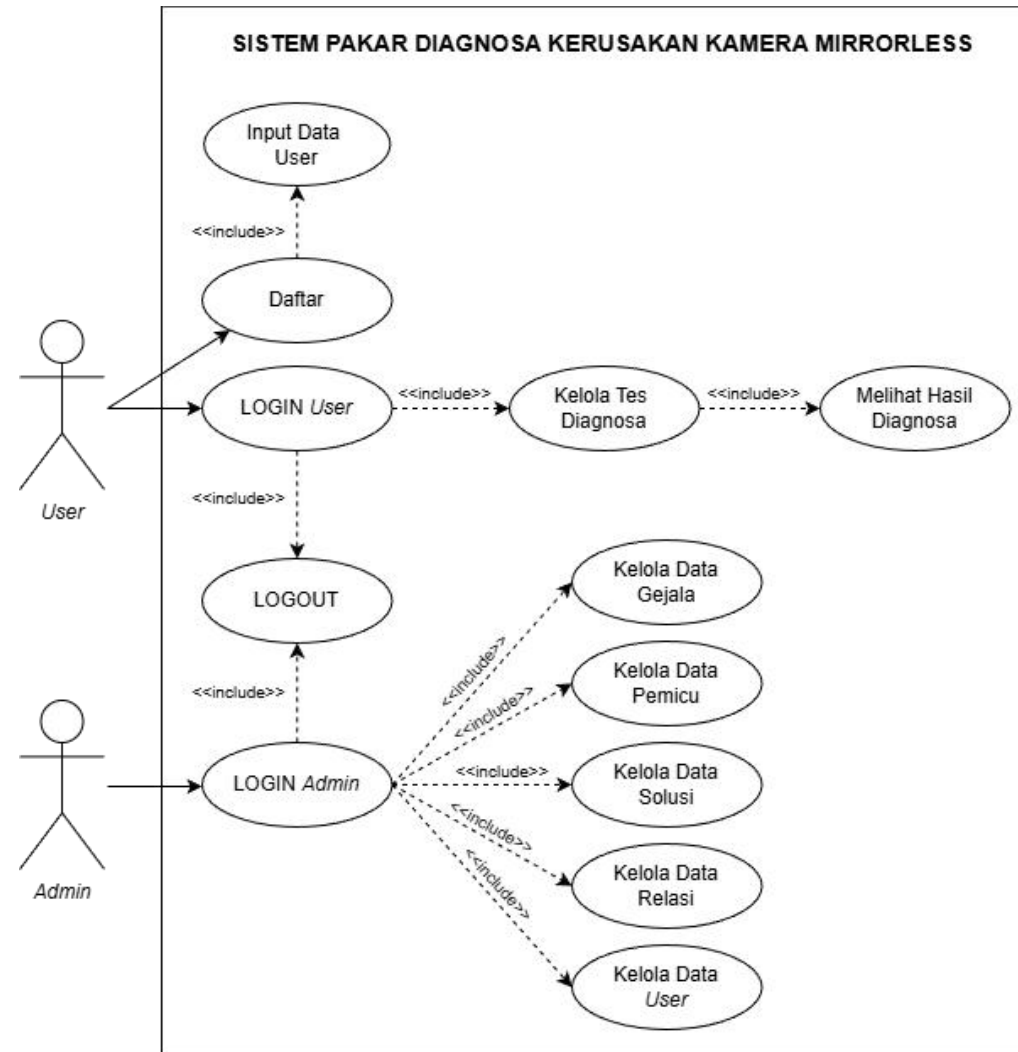 SISTEM PAKAR DIAGNOSA KERUSAKAN KAMERA MIRRORLESS
Input Data
User
<<include>>
Daftar
LOGIN User
<<include>>
Kelola Tes
Diagnosa
<<include>>
Melihat Hasil
Diagnosa
User
<<include>>
LOGOUT
<<include>>
Kelola Data
Gejala
<<include>>
Kelola Data
Pemicu
<<include>>
LOGIN Admin
<<include>>
Kelola Data
Solusi
<<include>>
Kelola Data
Relasi
Admin
<<include>>
Kelola Data
User